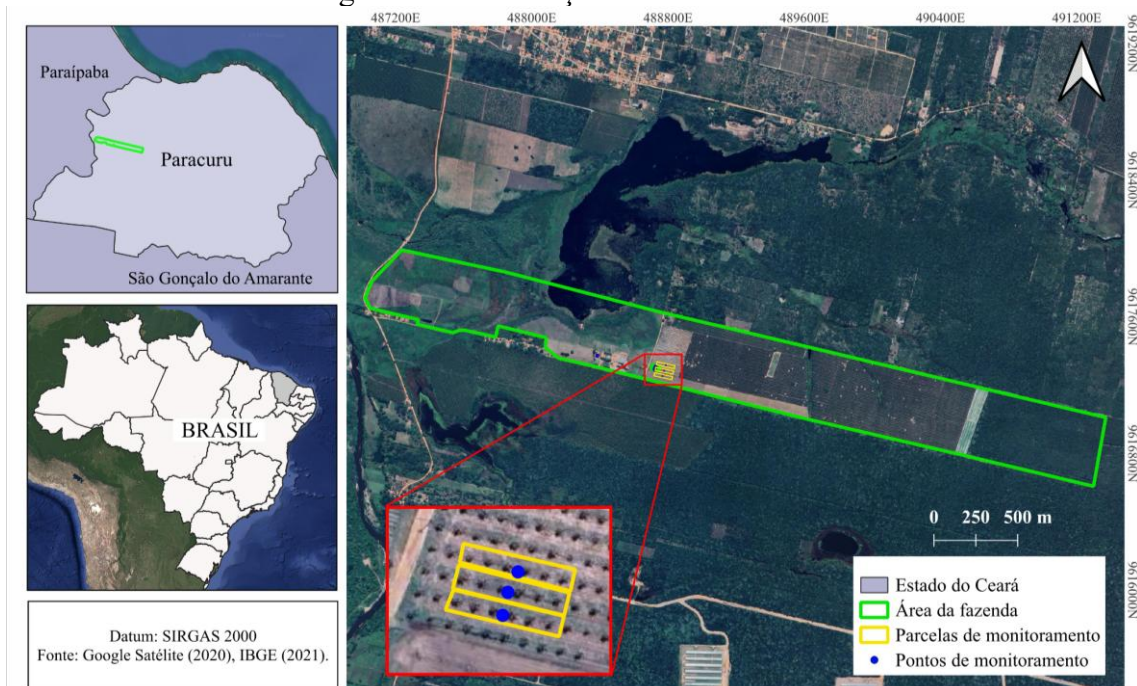 487200E 488000E 488800E 489600E 490400E 491200E
9619200N
9618400N
9617600N
9616800N
9616000N
Paraípaba
Paracuru
São Gonçalo do Amarante
BRASIL
Datum: SIRGAS 2000
Fonte: Google Satélite (2020), IBGE (2021).
0 250 500 m
Estado do Ceará
Área da fazenda
Parcelas de monitoramento
Pontos de monitoramento